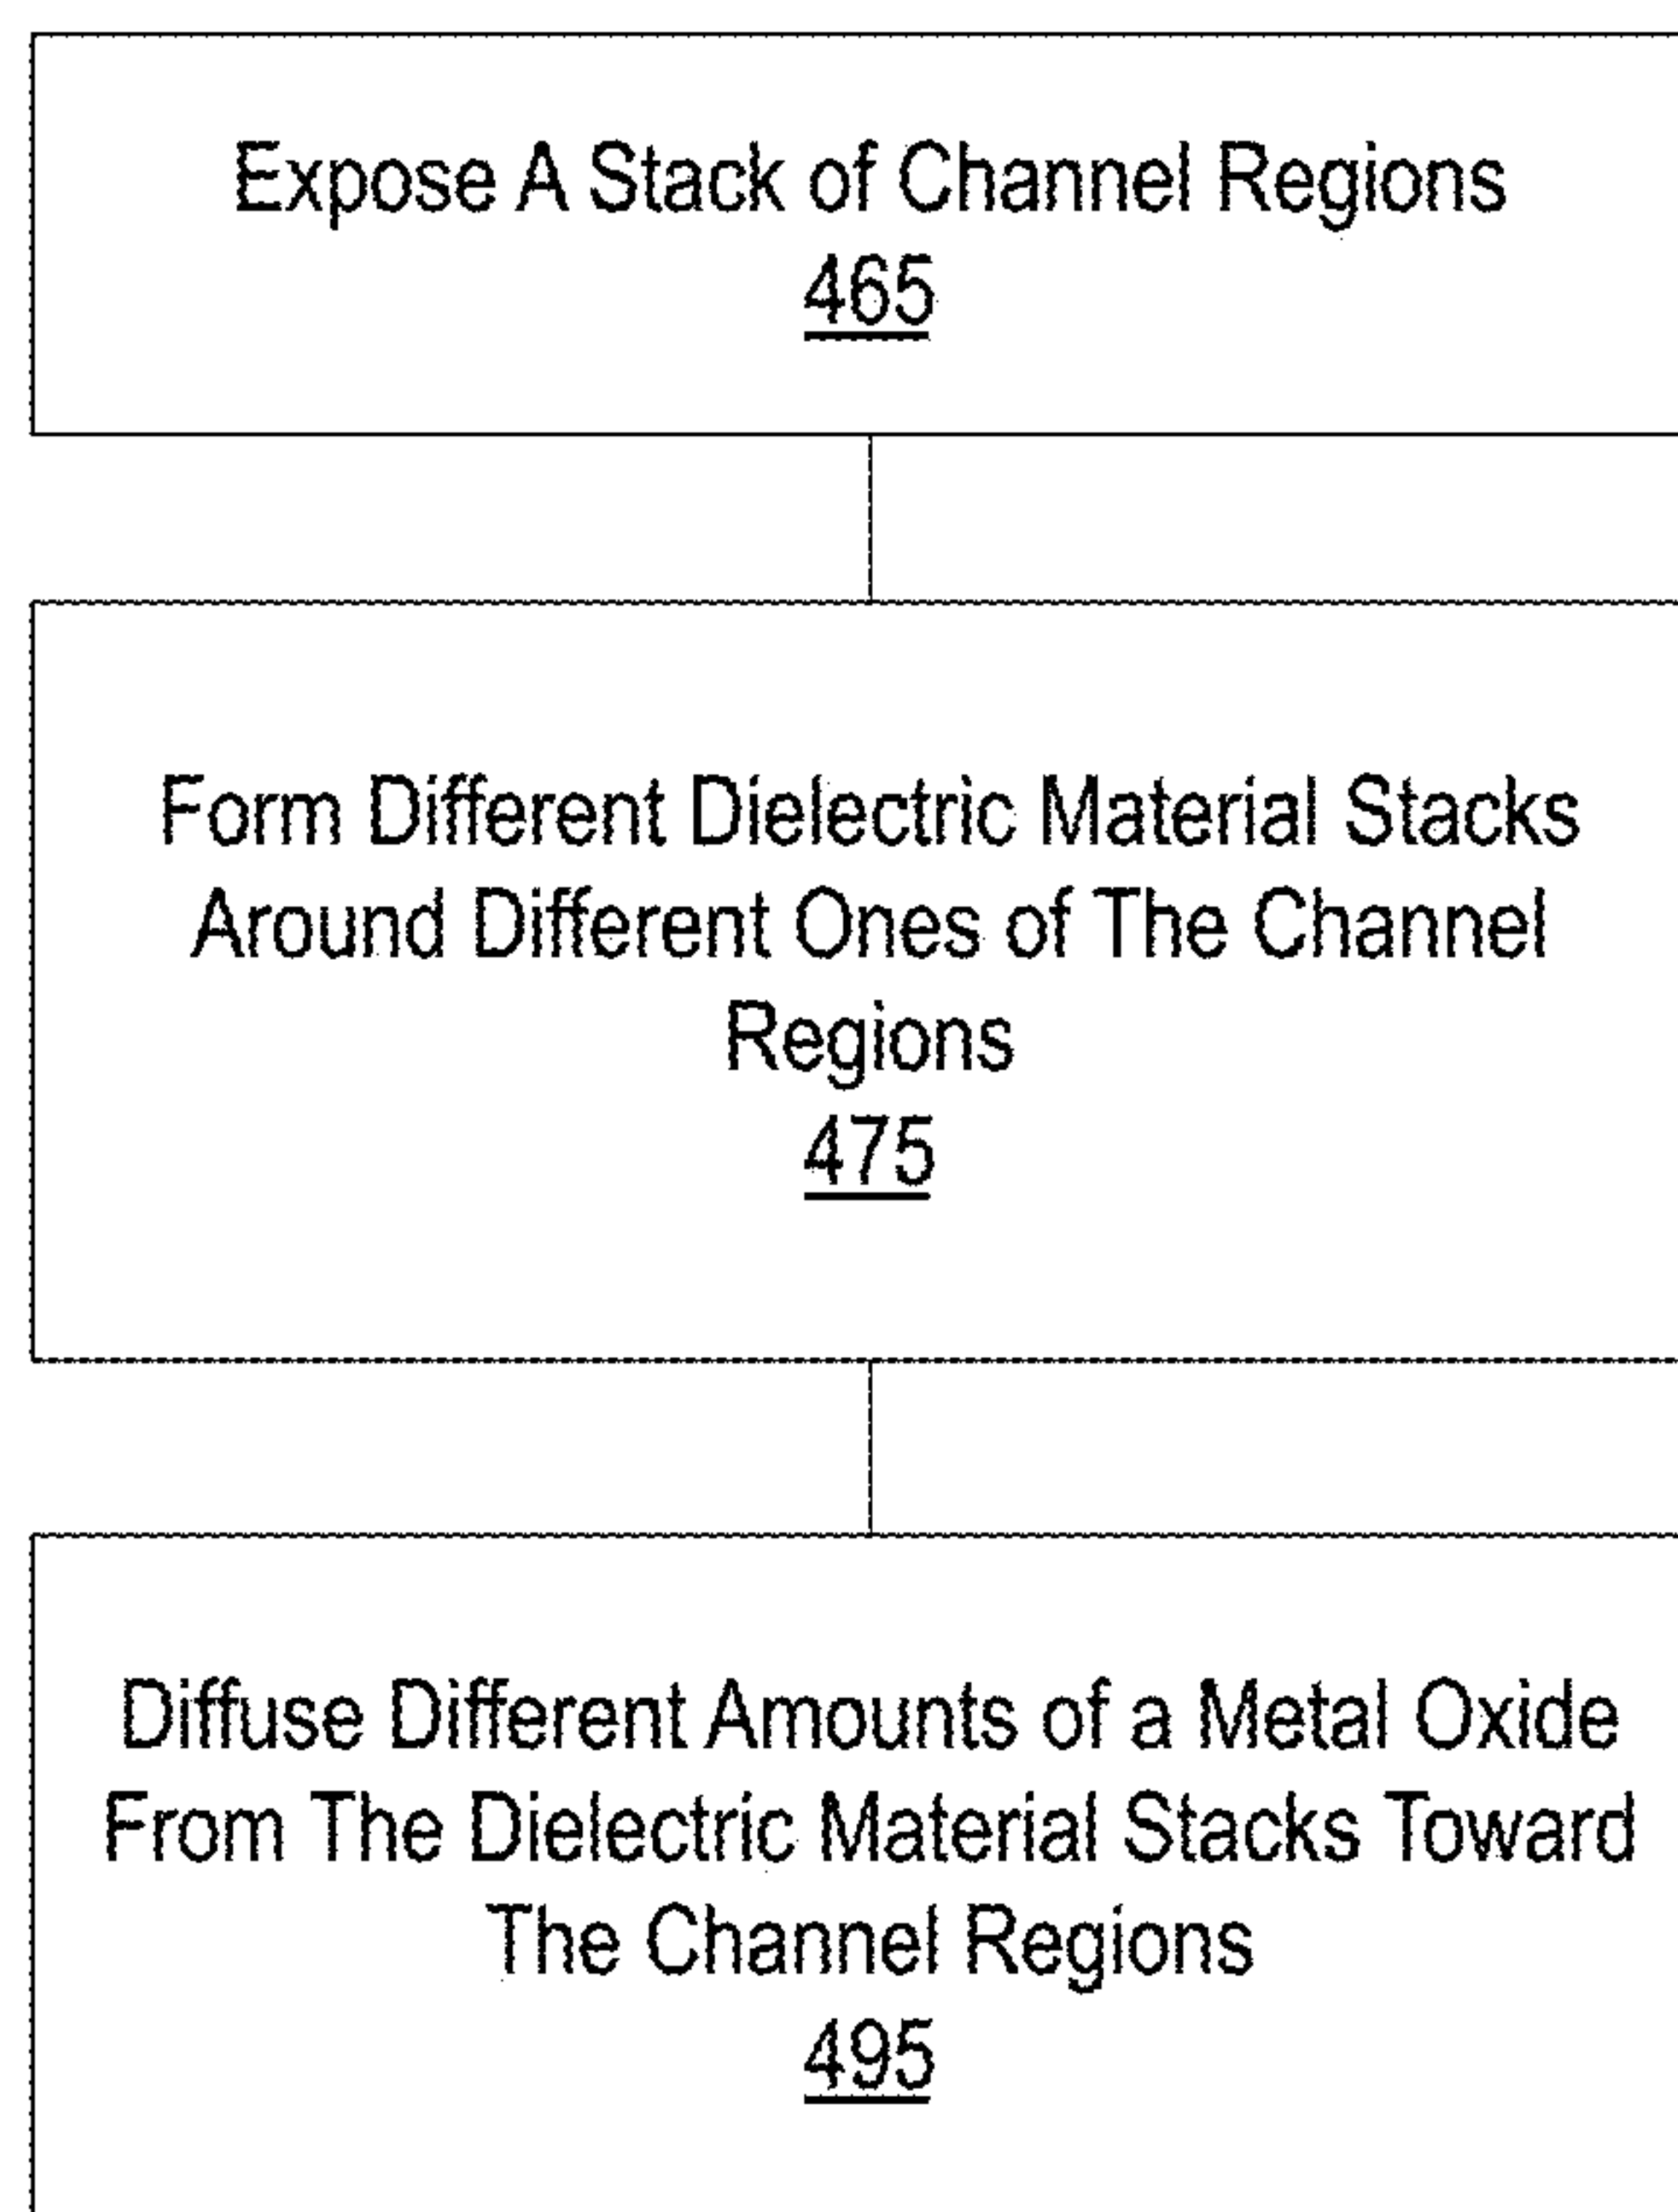 Expose A Stack of Channel Regions
465
Form Different Dielectric Material Stacks
Around Different Ones of The Channel
Regions
475
Diffuse Different Amounts of a Metal Oxide
From The Dielectric Material Stacks Toward
The Channel Regions
495